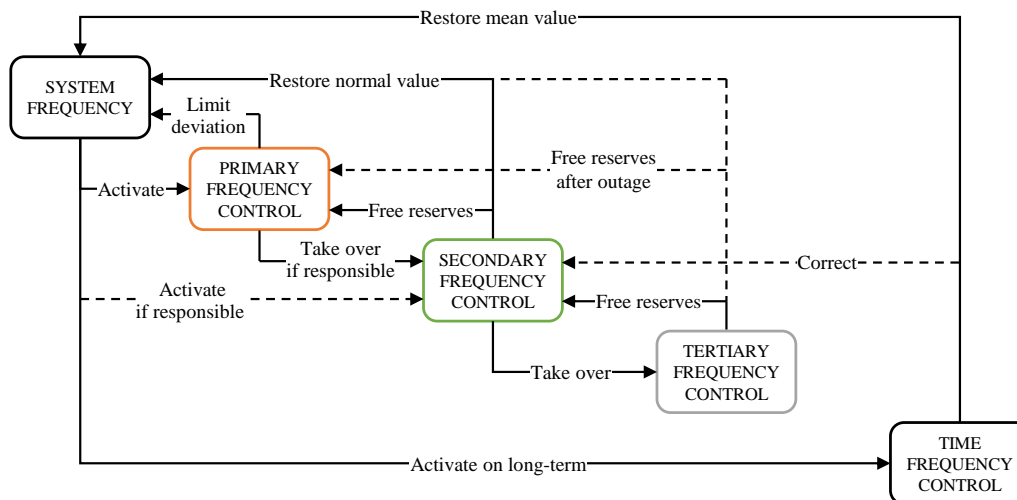 Restore mean value
SYSTEM
FREQUENCY
Restore normal value
Limit
deviation
PRIMARY
FREQUENCY
CONTROL
Free reserves
after outage
Activate
Free reserves
Take over
if responsible
SECONDARY
FREQUENCY
CONTROL
Correct
Activate
if responsible
Free reserves
TERTIARY
FREQUENCY
CONTROL
Take over
TIME
FREQUENCY
CONTROL
Activate on long-term